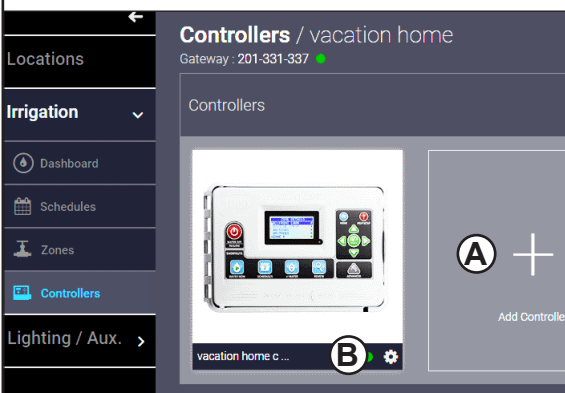 Controllers / vacation home
Gateway : 201-331-337
Locations
Irrigation
Dashboard
Schedules
Zones
Controllers
Lighting / Aux.
Controllers
A
Add Controlle
vacation home c ...
B